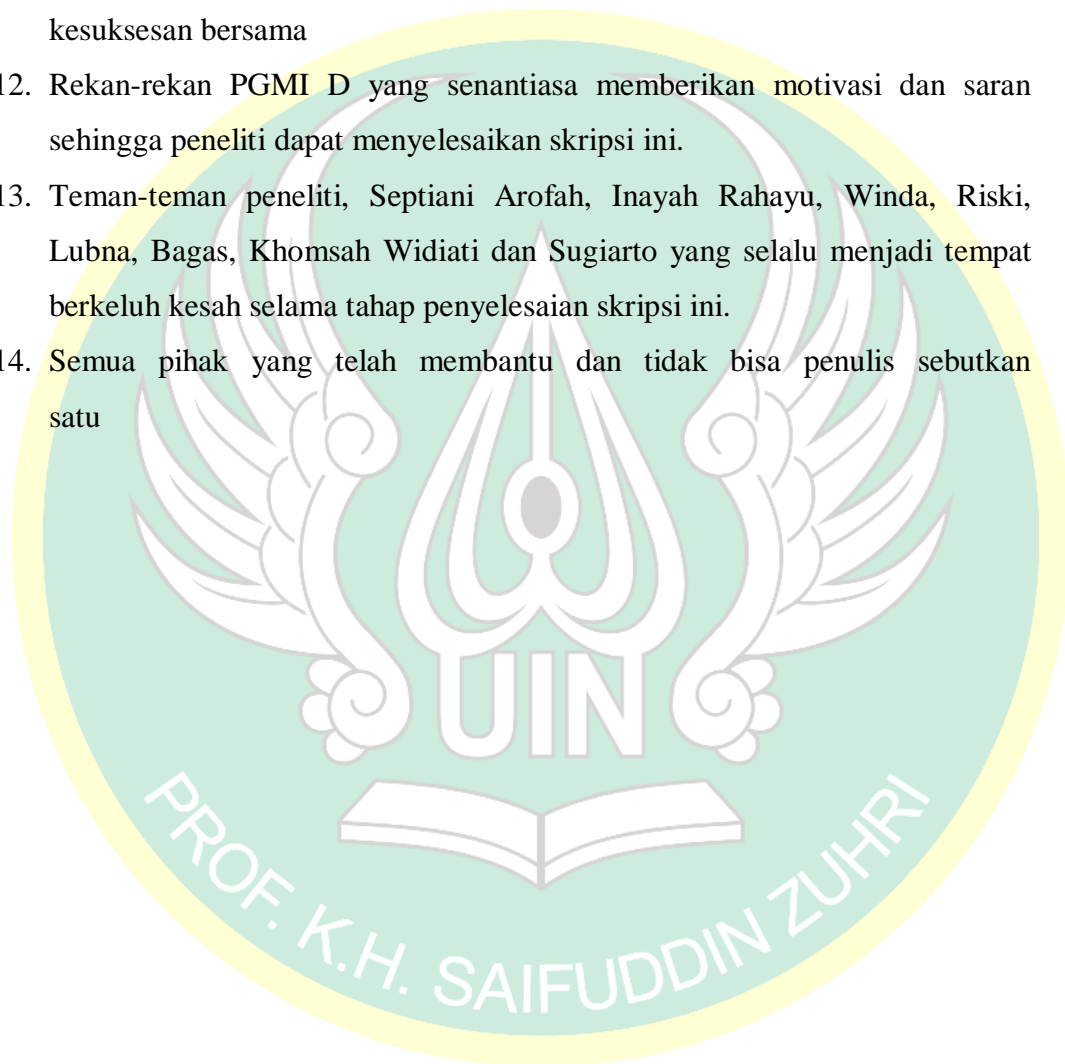 kesuksesan bersama
12. Rekan-rekan PGMI D yang senantiasa memberikan motivasi dan saran
sehingga peneliti dapat menyelesaikan skripsi ini.
13. Teman-teman peneliti, Septiani Arofah, Inayah Rahayu, Winda, Riski,
Lubna, Bagas, Khomsah Widiati dan Sugiarto yang selalu menjadi tempat
berkeluh kesah selama tahap penyelesaian skripsi ini.
14. Semua pihak yang telah membantu dan tidak bisa penulis sebutkan
satu
UIN
PROF. K.H. SAIFUDDIN ZUHRI